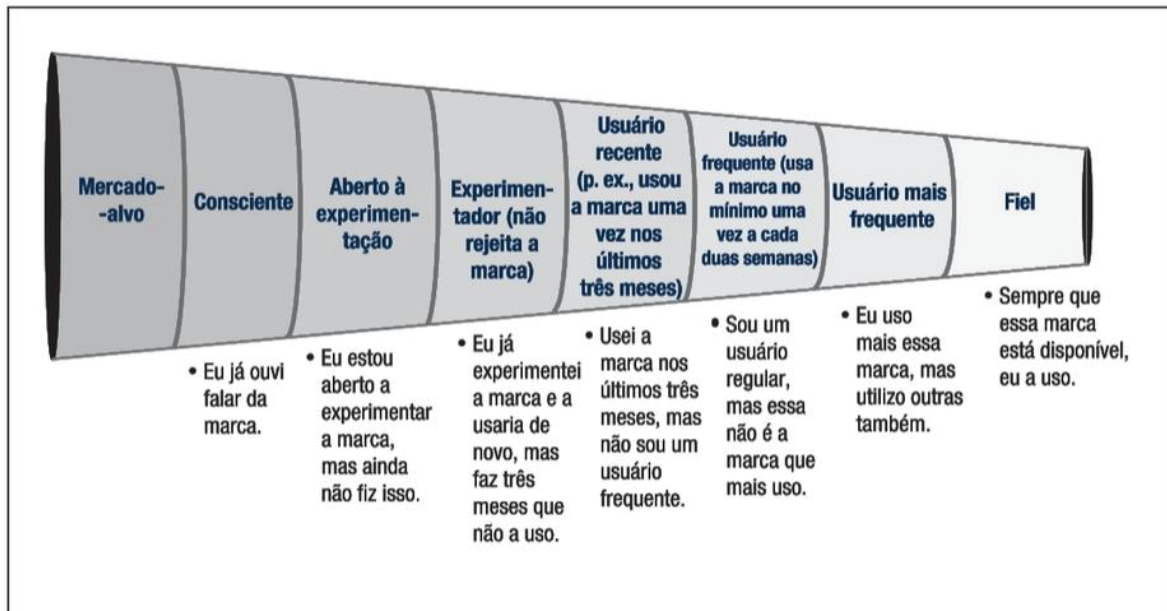 Mercado-
-alvo
Consciente
Aberto à
experimen-
tação
Experimen-
tador (não
rejeita a
marca)
Usuário
recente
(p. ex., usou
a marca uma
vez nos
últimos
três meses)
Usuário
frequente (usa
a marca no
mínimo uma
vez a cada
duas semanas)
Usuário mais
frequente
Fiel
• Eu já ouvi
falar da
marca.
• Eu estou
aberto a
experimentar
a marca,
mas ainda
não fiz isso.
• Eu já
experimentei
a marca e a
usaria de
novo, mas
faz três
meses que
não a uso.
• Usei a
marca nos
últimos três
meses, mas
não sou um
usuário
frequente.
• Sou um
usuário
regular,
mas essa
não é a
marca que
mais uso.
• Eu uso
mais essa
marca, mas
utilizo outras
também.
• Sempre que
essa marca
está disponível,
eu a uso.